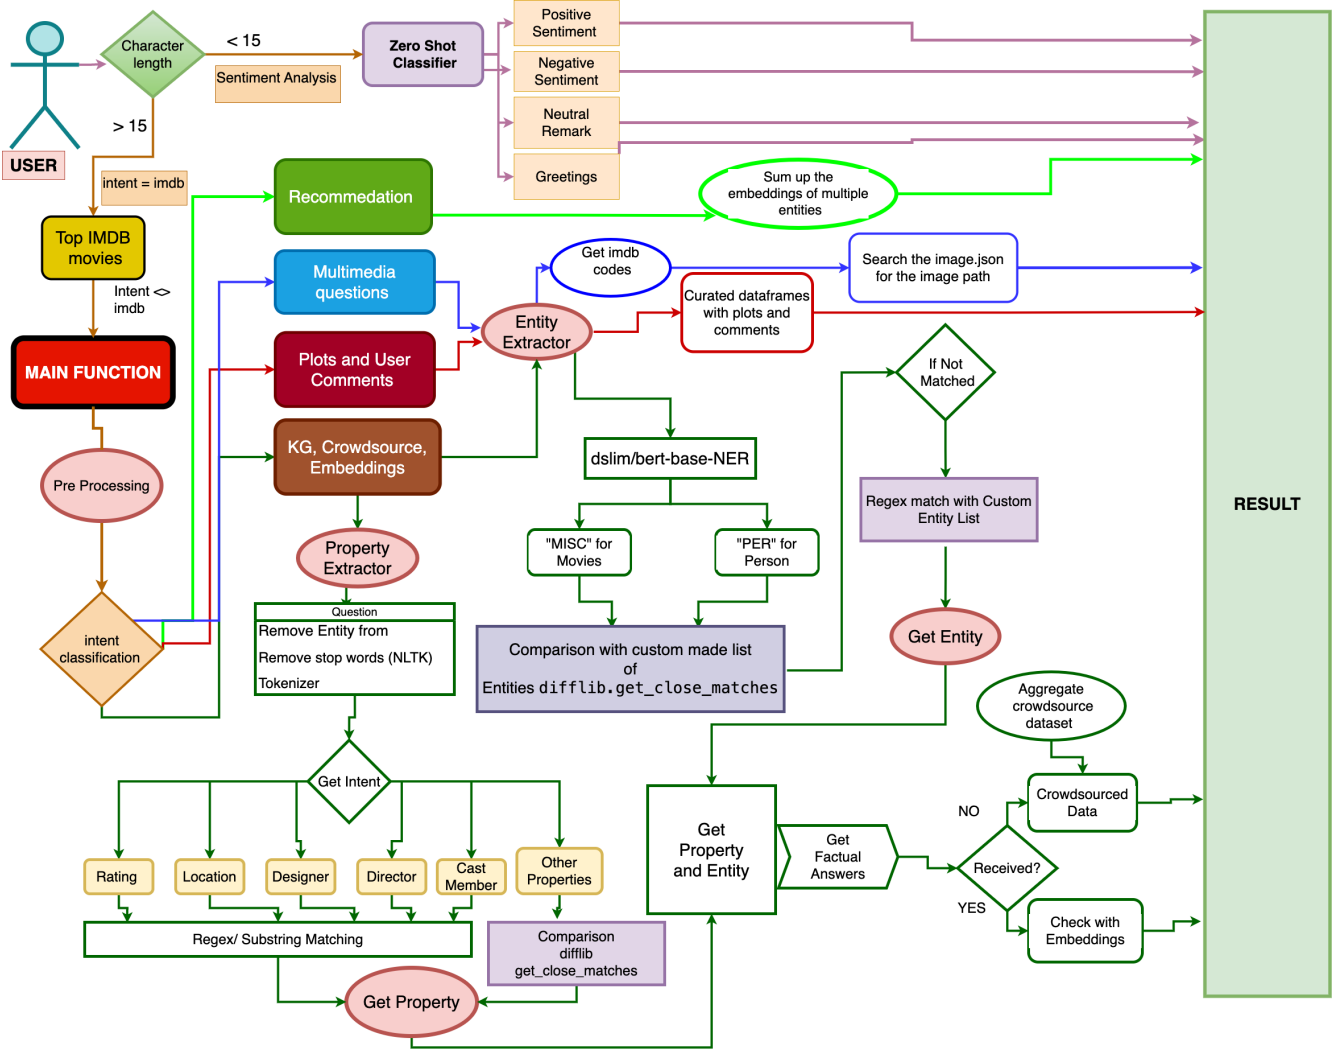 Character
length
< 15
Sentiment Analysis
Zero Shot
Classifier
Positive
Sentiment
Negative
Sentiment
Neutral
Remark
Greetings
> 15
USER
intent = imdb
Top IMDB
movies
Intent <>
imdb
MAIN FUNCTION
Pre Processing
intent
classification
Recommedation
Multimedia
questions
Plots and User
Comments
KG, Crowdsource,
Embeddings
Sum up the
embeddings of multiple
entities
Get imdb
codes
Search the image.json
for the image path
Entity
Extractor
Curated dataframes
with plots and
comments
If Not
Matched
dslim/bert-base-NER
"MISC" for
Movies
"PER" for
Person
Regex match with Custom
Entity List
RESULT
Property
Extractor
Question
Remove Entity from
Remove stop words (NLTK)
Tokenizer
Comparison with custom made list
of
Entities difflib.get_close_matches
Get Entity
Aggregate
crowdsource
dataset
Get Intent
Rating
Location
Designer
Director
Cast
Member
Other
Properties
Regex/ Substring Matching
Comparison
difflib
get_close_matches
Get Property
Get
Property
and Entity
Get
Factual
Answers
NO
Received?
YES
Crowdsourced
Data
Check with
Embeddings